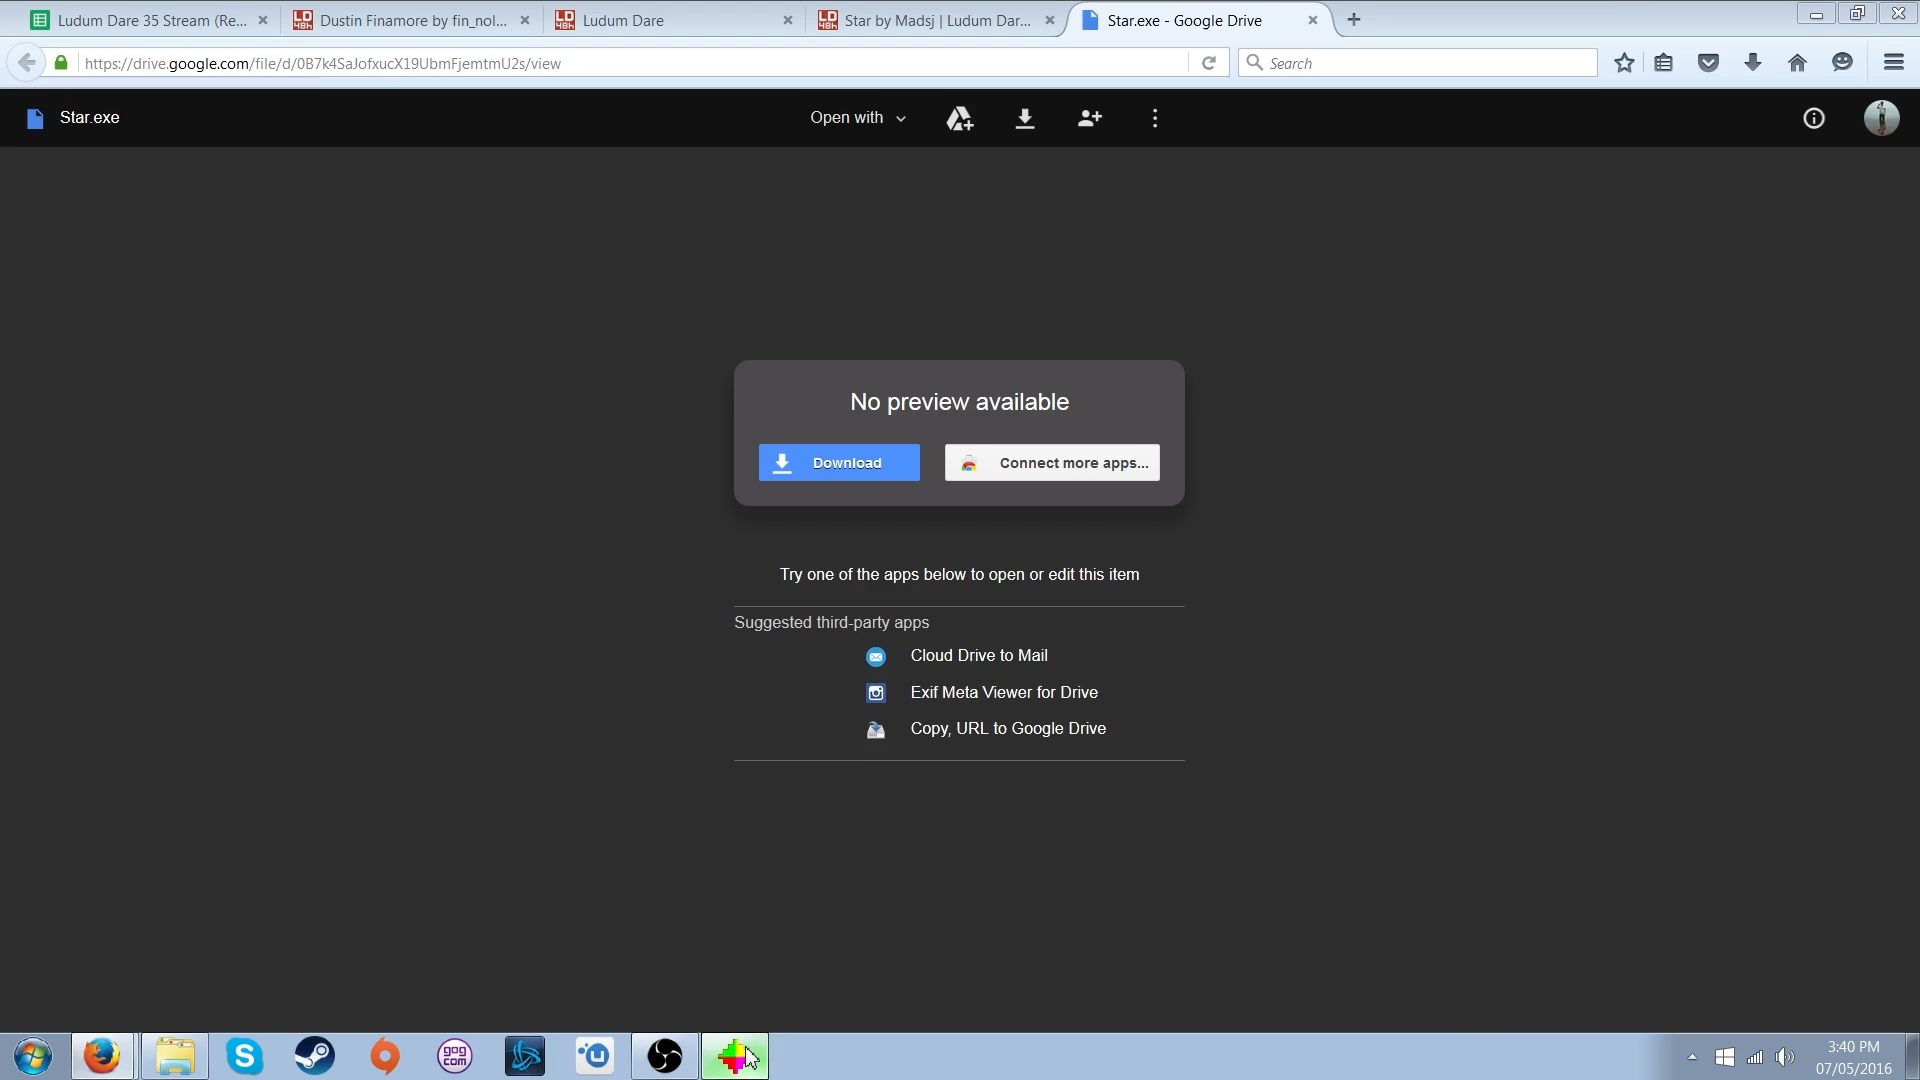 Ludum Dare 35 Stream (Re...
Dustin Finamore by fin_nol...
Ludum Dare
Star by Madsj | Ludum Dar...
Star.exe - Google Drive
https://drive.google.com/file/d/0B7k4SaJofxucX19UbmFjemtmU2s/view
Search
Star.exe
Open with
No preview available
Download
Connect more apps...
Try one of the apps below to open or edit this item
Suggested third-party apps
Cloud Drive to Mail
Exif Meta Viewer for Drive
Copy, URL to Google Drive
gog
com
3:40 PM
07/05/2016